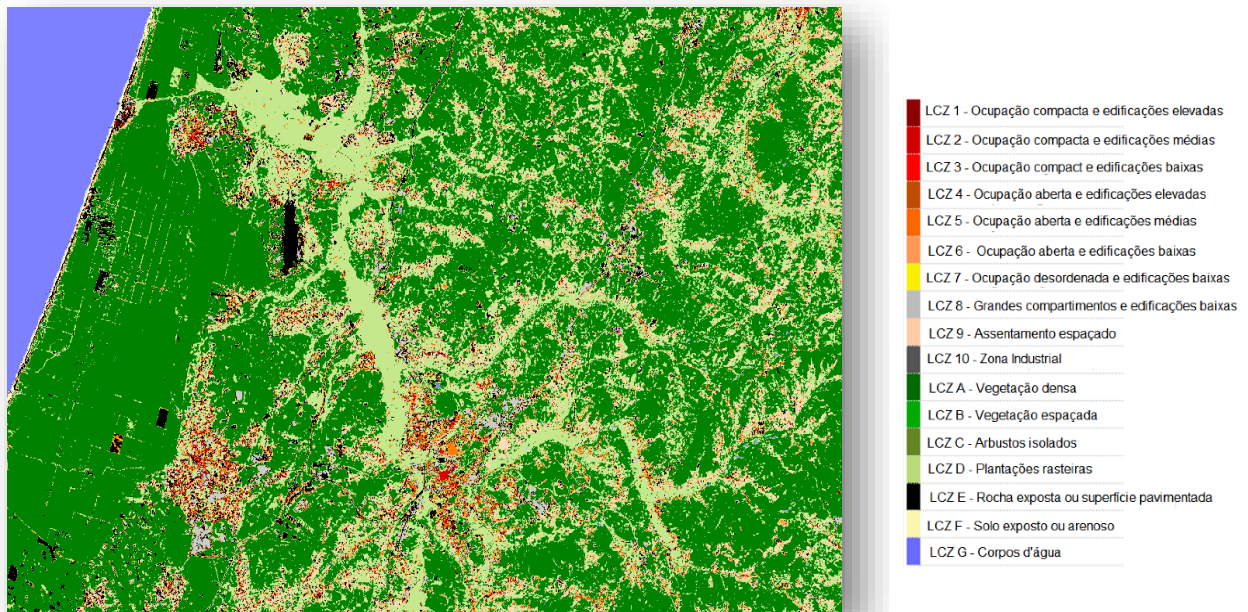 LCZ 1 - Ocupação compacta e edificações elevadas
LCZ 2 - Ocupação compacta e edificações médias
LCZ 3 - Ocupação compact e edificações baixas
LCZ 4 - Ocupação aberta e edificações elevadas
LCZ 5 - Ocupação aberta e edificações médias
LCZ 6 - Ocupação aberta e edificações baixas
LCZ 7 - Ocupação desordenada e edificações baixas
LCZ 8 - Grandes compartimentos e edificações baixas
LCZ 9 - Assentamento espaçado
LCZ 10 - Zona Industrial
LCZ A - Vegetação densa
LCZ B - Vegetação espaçada
LCZ C - Arbustos isolados
LCZ D - Plantações rasteiras
LCZ E - Rocha exposta ou superfície pavimentada
LCZ F - Solo exposto ou arenoso
LCZ G - Corpos d'água